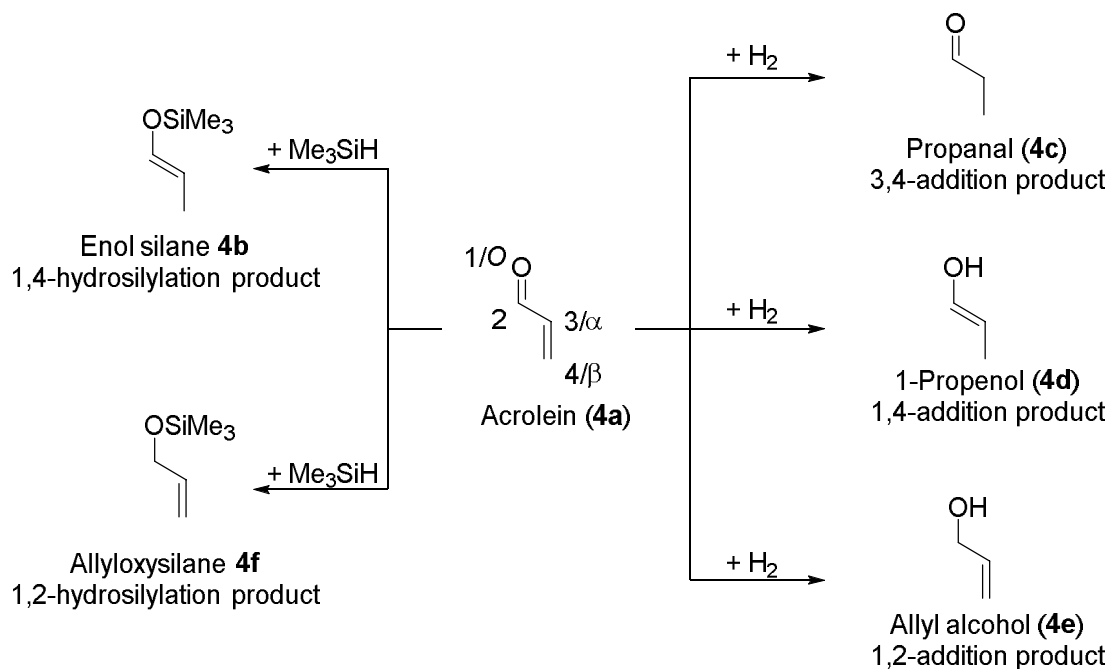 OSiMe3
+ Me3SiH
Enol silane 4b
1,4-hydrosilylation product
OSiMe3
+ Me3SiH
Allyloxysilane 4f
1,2-hydrosilylation product
1/O
O
2
3/α
4/β
Acrolein (4a)
+ H2
O
Propanal (4c)
3,4-addition product
+ H2
OH
1-Propenol (4d)
1,4-addition product
+ H2
OH
Allyl alcohol (4e)
1,2-addition product